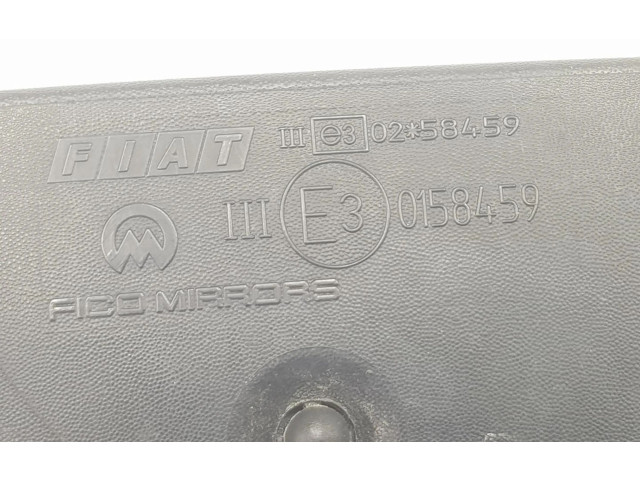 FIAT III e3 02*58459
III E3 0158459
FICO MIRRORS